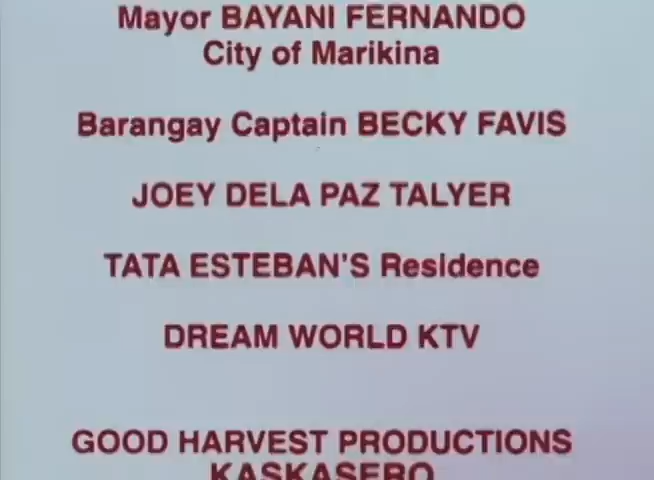 Mayor BAYANI FERNANDO
City of Marikina
Barangay Captain BECKY FAVIS
JOEY DELA PAZ TALYER
TATA ESTEBAN'S Residence
DREAM WORLD KTV
GOOD HARVEST PRODUCTIONS
KASKASERO